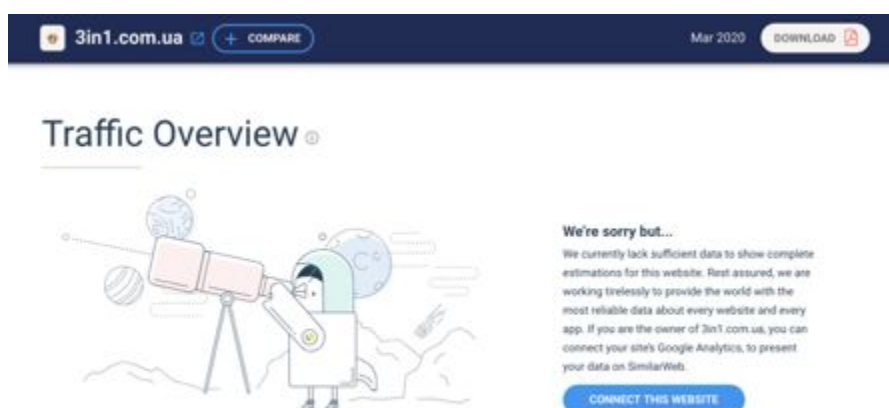 3in1.com.ua + COMPARE Mar 2020 DOWNLOAD
Traffic Overview
We're sorry but...
We currently lack sufficient data to show complete
estimations for this website. Rest assured, we are
working tirelessly to provide the world with the
most reliable data about every website and every
app. If you are the owner of 3in1.com.ua, you can
connect your site's Google Analytics, to present
your data on SimilarWeb.
CONNECT THIS WEBSITE